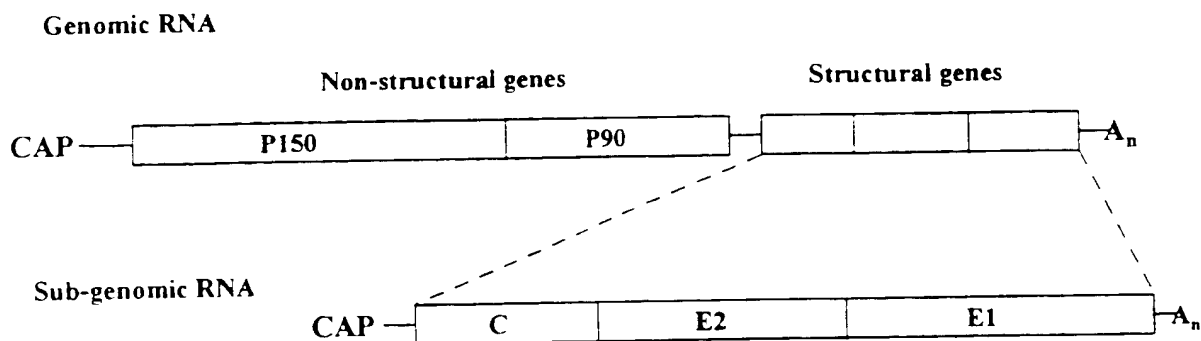 Genomic RNA
Non-structural genes
Structural genes
CAP P150 P90 Aₙ
Sub-genomic RNA
CAP C E2 E1 Aₙ